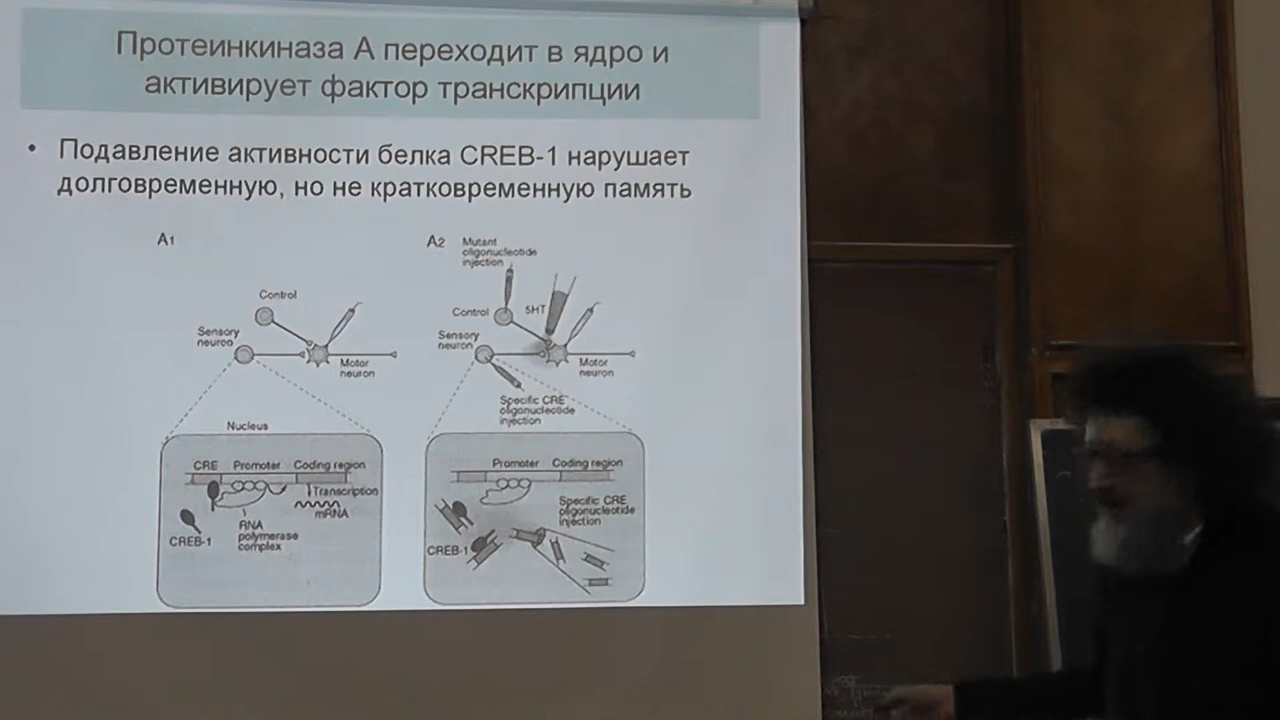 Протеинкиназа А переходит в ядро и
активирует фактор транскрипции
• Подавление активности белка CREB-1 нарушает
долговременную, но не кратковременную память
A1
Control
Sensory
neuron
Motor
neuron
Nucleus
CRE Promoter Coding region
Transcription
mRNA
CREB-1
RNA
polymerase
complex
A2
Mutant
oligonucleotide
injection
Control
5HT
Sensory
neuron
Motor
neuron
Specific CRE
oligonucleotide
injection
Promoter Coding region
Specific CRE
oligonucleotide
injection
CREB-1